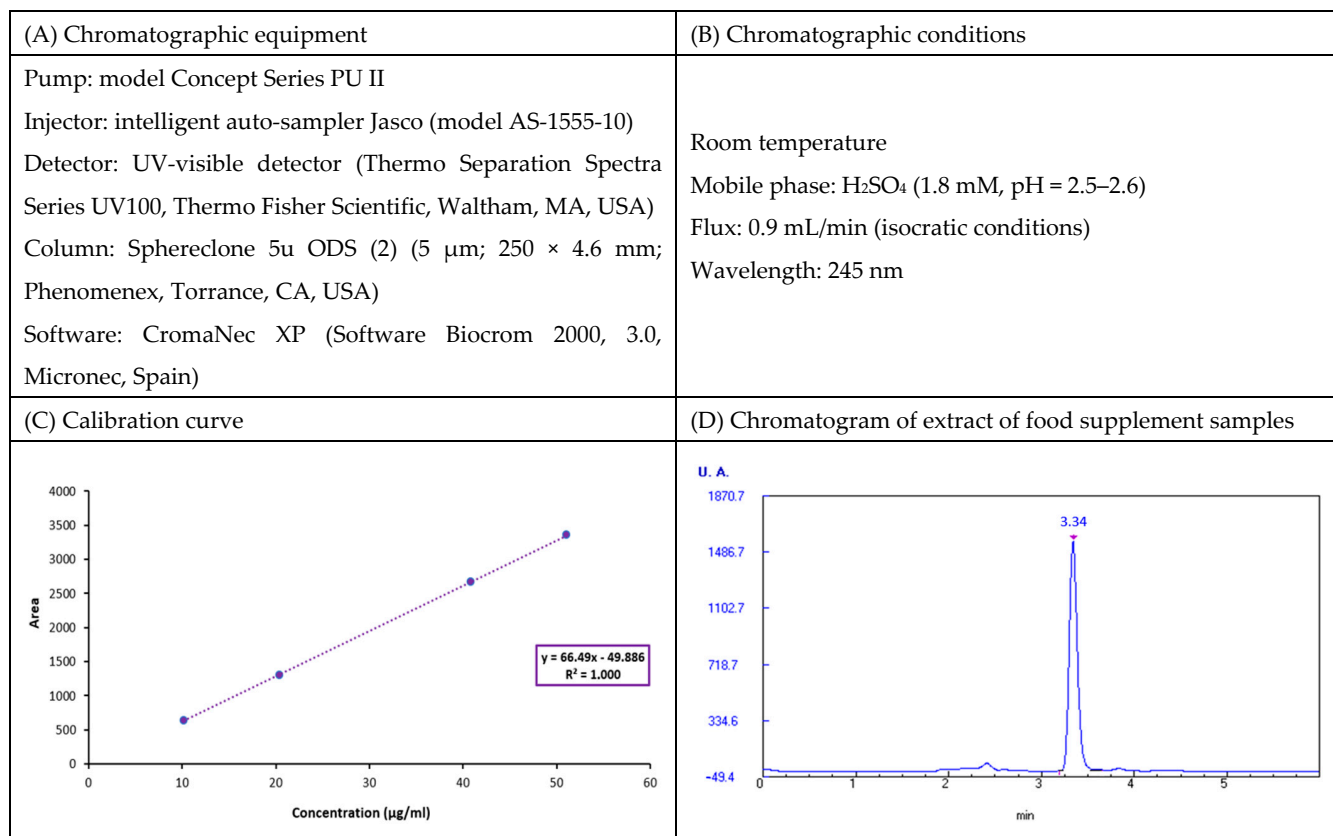 (A) Chromatographic equipment
(B) Chromatographic conditions
Pump: model Concept Series PU II
Injector: intelligent auto-sampler Jasco (model AS-1555-10)
Detector: UV-visible detector (Thermo Separation Spectra
Series UV100, Thermo Fisher Scientific, Waltham, MA, USA)
Column: Sphereclone 5u ODS (2) (5 μm; 250 × 4.6 mm;
Phenomenex, Torrance, CA, USA)
Software: CromaNec XP (Software Biocrom 2000, 3.0,
Micronec, Spain)
Room temperature
Mobile phase: H₂SO₄ (1.8 mM, pH = 2.5–2.6)
Flux: 0.9 mL/min (isocratic conditions)
Wavelength: 245 nm
(C) Calibration curve
(D) Chromatogram of extract of food supplement samples
4000
3500
3000
2500
2000
1500
1000
500
0
Area
y = 66.49x - 49.886
R² = 1.000
0 10 20 30 40 50 60
Concentration (μg/ml)
U. A.
1870.7
1486.7
1102.7
718.7
334.6
-49.4
3.34
0 1 2 3 4 5
min